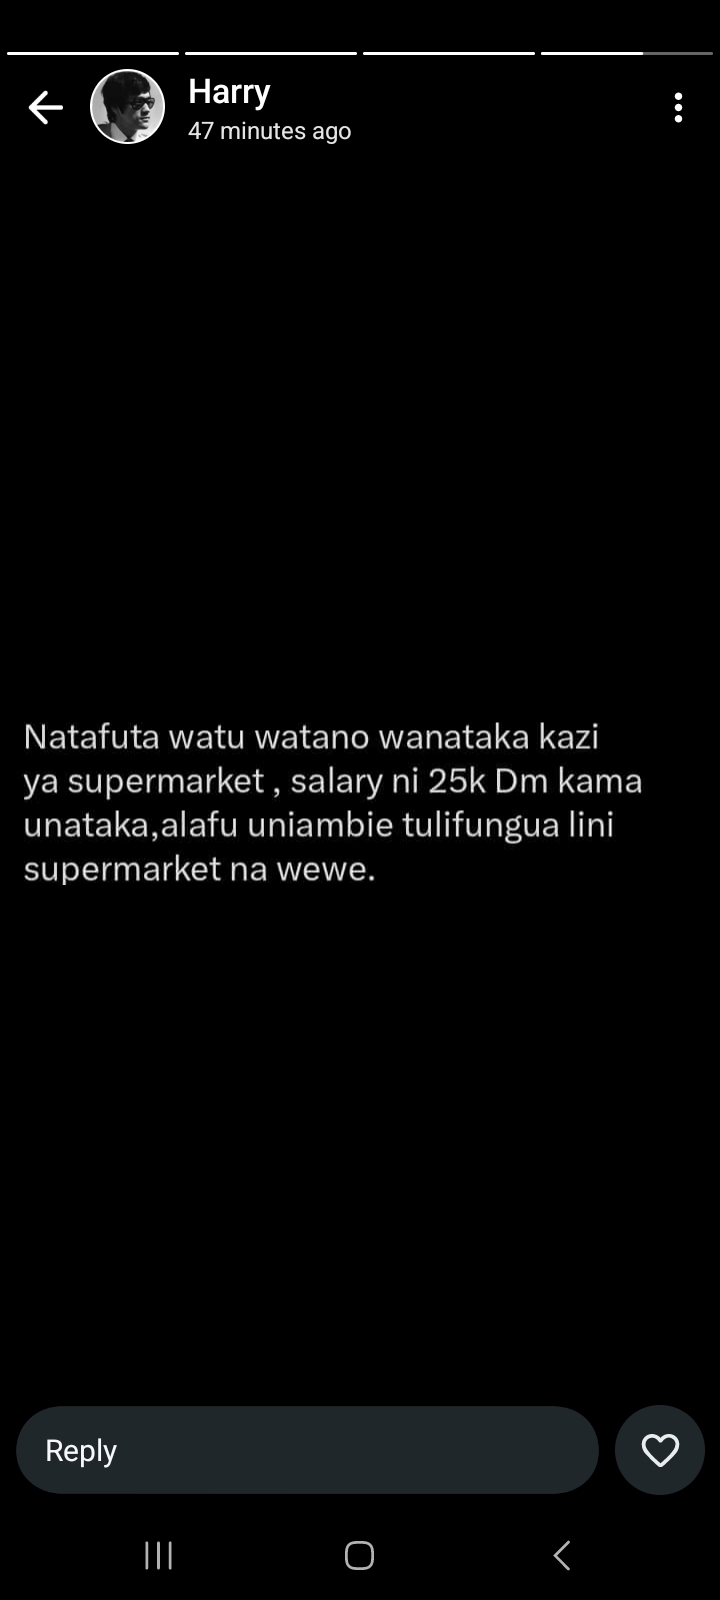 Harry
47 minutes ago
Natafuta watu watano wanataka kazi
ya supermarket , salary ni 25k Dm kama
unataka,alafu uniambie tulifungua lini
supermarket na wewe.
Reply